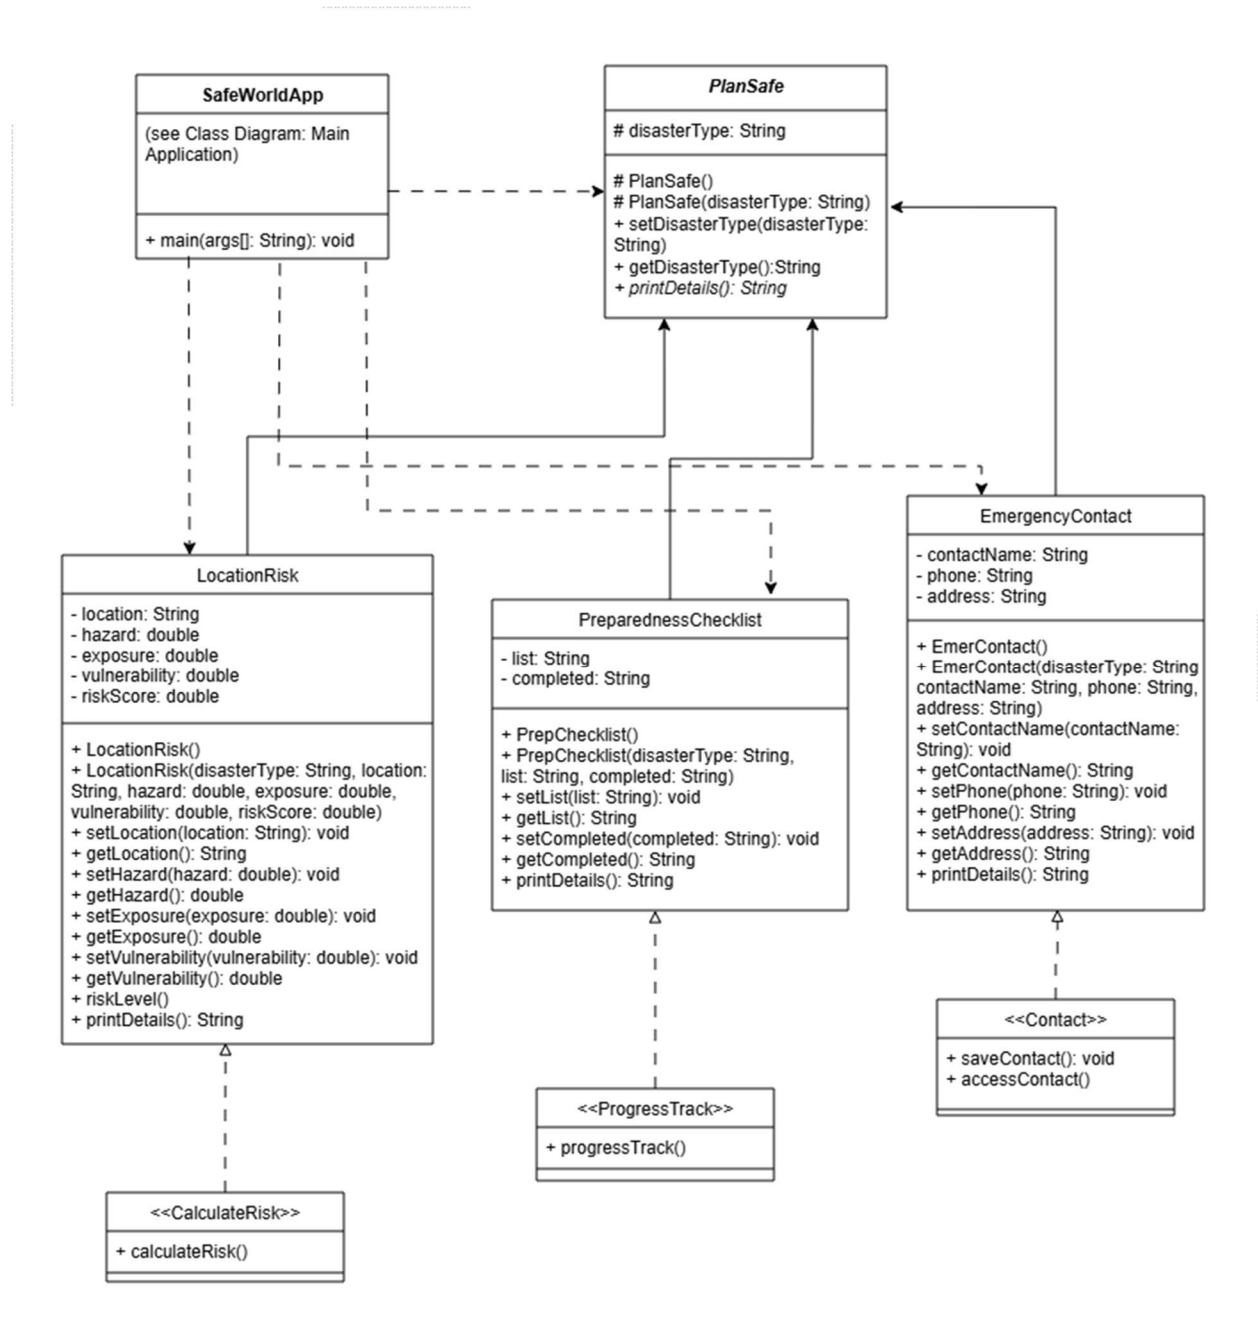 SafeWorldApp
(see Class Diagram: Main
Application)
+ main(args[]: String): void
PlanSafe
# disasterType: String
# PlanSafe()
# PlanSafe(disasterType: String)
+ setDisasterType(disasterType:
String)
+ getDisasterType():String
+ printDetails(): String
LocationRisk
- location: String
- hazard: double
- exposure: double
- vulnerability: double
- riskScore: double
+ LocationRisk()
+ LocationRisk(disasterType: String, location:
String, hazard: double, exposure: double,
vulnerability: double, riskScore: double)
+ setLocation(location: String): void
+ getLocation(): String
+ setHazard(hazard: double): void
+ getHazard(): double
+ setExposure(exposure: double): void
+ getExposure(): double
+ setVulnerability(vulnerability: double): void
+ getVulnerability(): double
+ riskLevel()
+ printDetails(): String
PreparednessChecklist
- list: String
- completed: String
+ PrepChecklist()
+ PrepChecklist(disasterType: String,
list: String, completed: String)
+ setList(list: String): void
+ getList(): String
+ setCompleted(completed: String): void
+ getCompleted(): String
+ printDetails(): String
EmergencyContact
- contactName: String
- phone: String
- address: String
+ EmerContact()
+ EmerContact(disasterType: String
contactName: String, phone: String,
address: String)
+ setContactName(contactName:
String): void
+ getContactName(): String
+ setPhone(phone: String): void
+ getPhone(): String
+ setAddress(address: String): void
+ getAddress(): String
+ printDetails(): String
<<Contact>>
+ saveContact(): void
+ accessContact()
<<ProgressTrack>>
+ progressTrack()
<<CalculateRisk>>
+ calculateRisk()